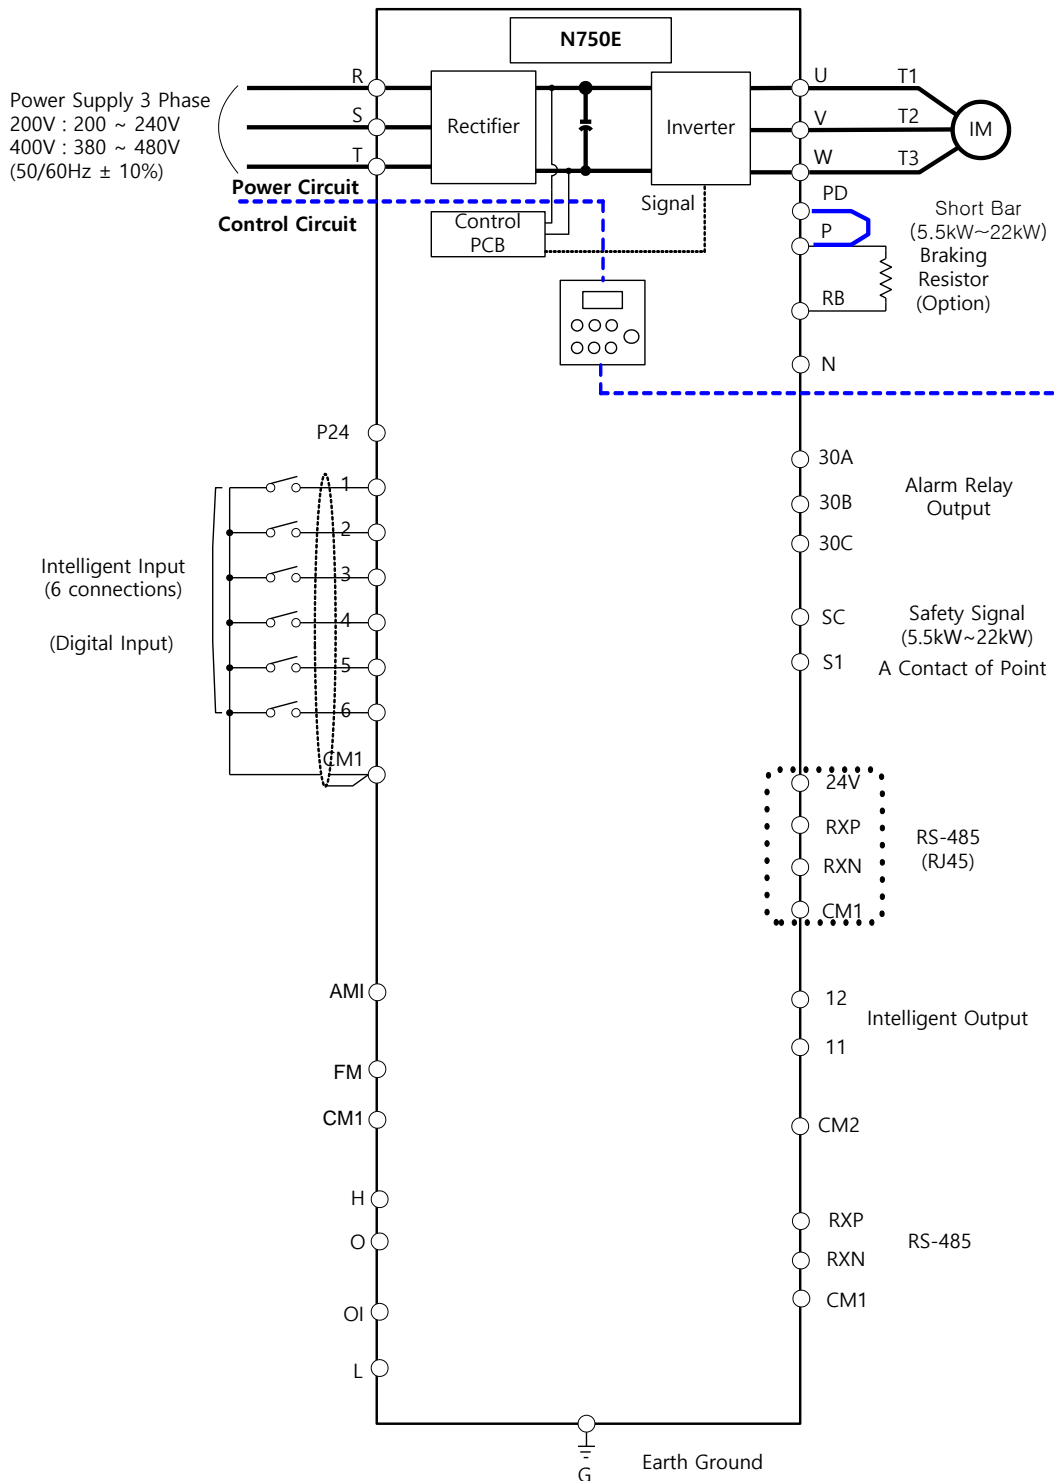 N750E
Power Supply 3 Phase
200V : 200 ~ 240V
400V : 380 ~ 480V
(50/60Hz ± 10%)
R
S
T
Rectifier
Inverter
U
V
W
T1
T2
T3
IM
Power Circuit
Control Circuit
Control
PCB
Signal
PD
P
RB
N
Short Bar
(5.5kW~22kW)
Braking
Resistor
(Option)
P24
1
2
3
4
5
6
CM1
Intelligent Input
(6 connections)
(Digital Input)
30A
30B
30C
Alarm Relay
Output
SC
S1
Safety Signal
(5.5kW~22kW)
A Contact of Point
24V
RXP
RXN
CM1
RS-485
(RJ45)
AMI
FM
CM1
H
O
OI
L
12
11
CM2
Intelligent Output
RXP
RXN
CM1
RS-485
G
Earth Ground